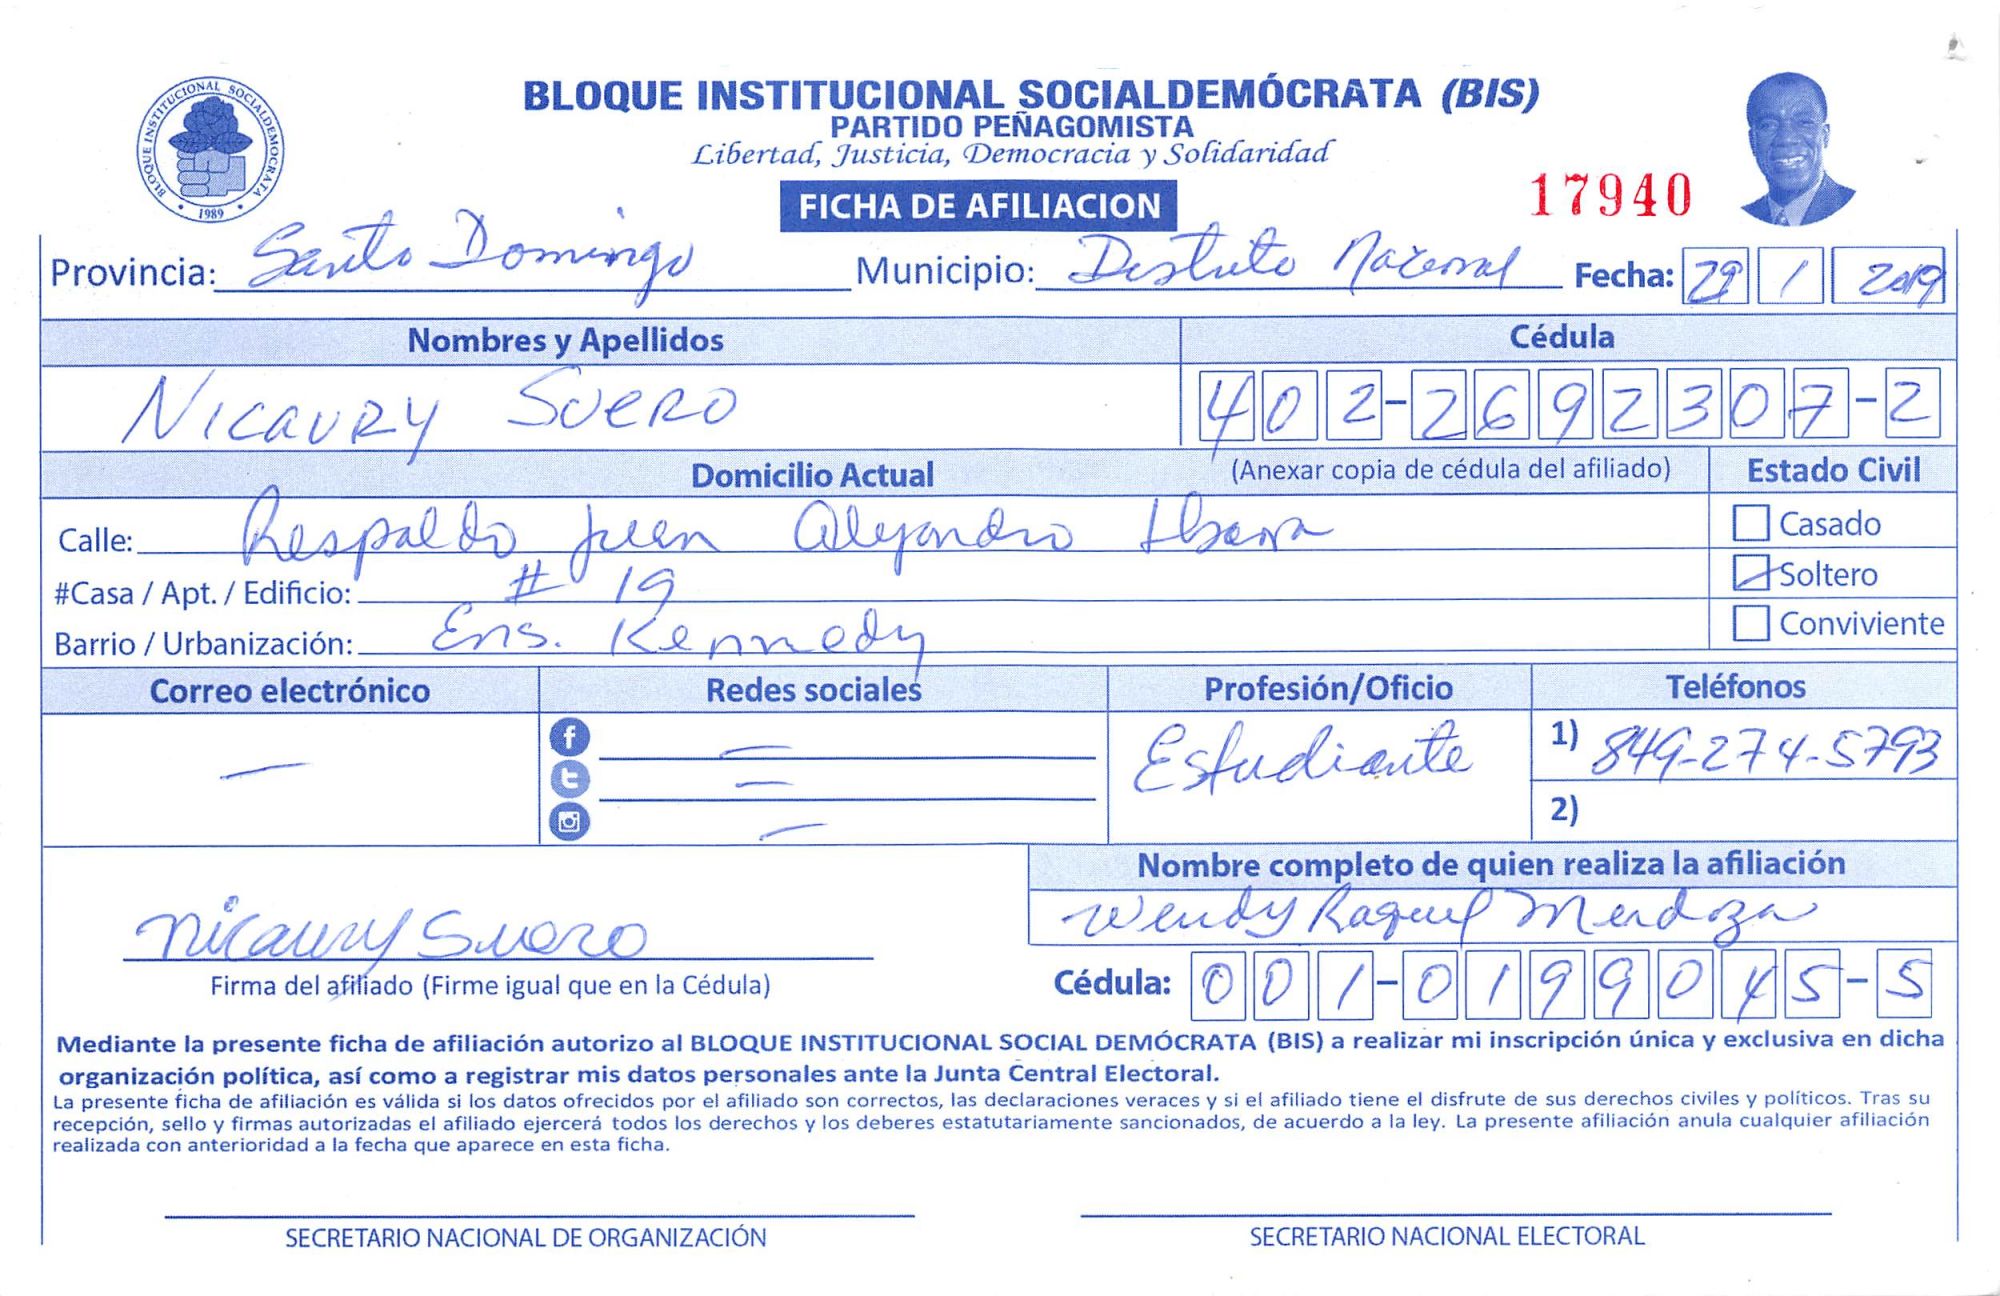 BLOQUE INSTITUCIONAL SOCIALDEMÓCRATA (BIS)
PARTIDO PEÑAGOMISTA
Libertad, Justicia, Democracia y Solidaridad
BLOQUE INSTITUCIONAL SOCIALDEMOCRATA
• 1989 •
FICHA DE AFILIACION
17940
Provincia: Santo Domingo Municipio: Distrito Nacional Fecha: 29 1 2019
Nombres y Apellidos Cédula
Nicaury Suero 402-2692307-2
Domicilio Actual (Anexar copia de cédula del afiliado) Estado Civil
Calle: Respaldo Juan Alejandro Ibarra Casado
#Casa / Apt. / Edificio: # 19 Soltero
Barrio / Urbanización: Ens. Kennedy Conviviente
Correo electrónico Redes sociales Profesión/Oficio Teléfonos
— — Estudiante 1) 849-274-5793
—
— 2)
Nombre completo de quien realiza la afiliación
Nicaury Suero Wendy Raquel Mendoza
Firma del afiliado (Firme igual que en la Cédula) Cédula: 001-0199045-5
Mediante la presente ficha de afiliación autorizo al BLOQUE INSTITUCIONAL SOCIAL DEMÓCRATA (BIS) a realizar mi inscripción única y exclusiva en dicha
organización política, así como a registrar mis datos personales ante la Junta Central Electoral.
La presente ficha de afiliación es válida si los datos ofrecidos por el afiliado son correctos, las declaraciones veraces y si el afiliado tiene el disfrute de sus derechos civiles y políticos. Tras su
recepción, sello y firmas autorizadas el afiliado ejercerá todos los derechos y los deberes estatutariamente sancionados, de acuerdo a la ley. La presente afiliación anula cualquier afiliación
realizada con anterioridad a la fecha que aparece en esta ficha.
SECRETARIO NACIONAL DE ORGANIZACIÓN SECRETARIO NACIONAL ELECTORAL